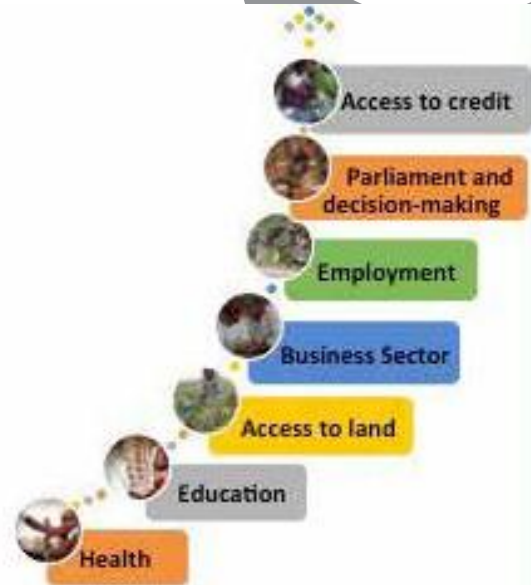 Access to credit
Parliament and
decision-making
Employment
Business Sector
Access to land
Education
Health